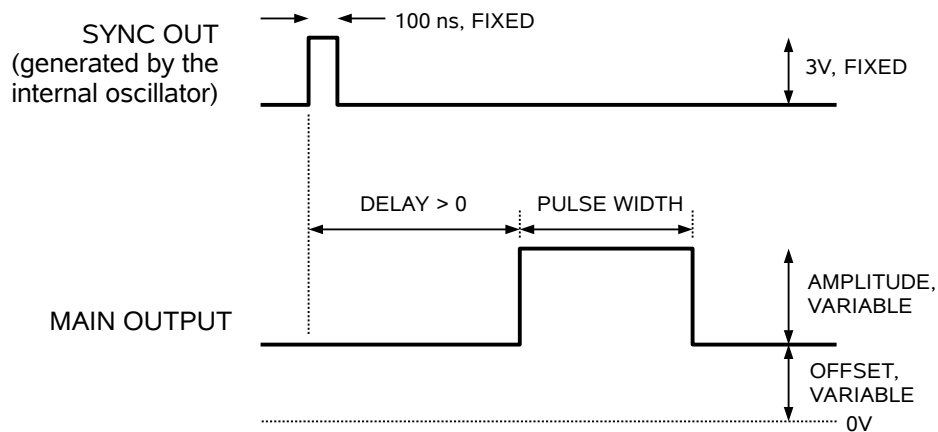 100 ns, FIXED
SYNC OUT
(generated by the
internal oscillator)
3V, FIXED
DELAY > 0
PULSE WIDTH
AMPLITUDE,
VARIABLE
MAIN OUTPUT
OFFSET,
VARIABLE
0V